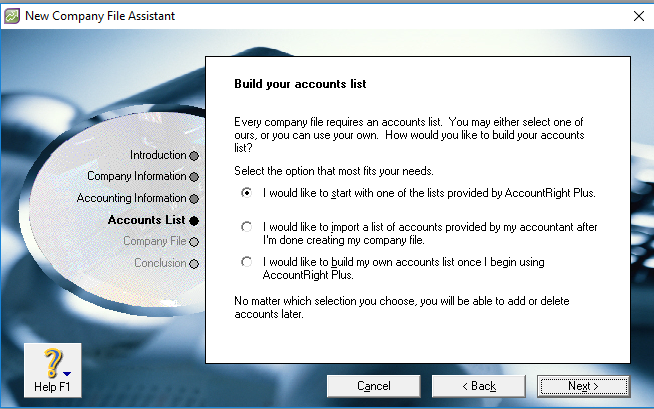 New Company File Assistant
Build your accounts list
Every company file requires an accounts list. You may either select one of
ours, or you can use your own. How would you like to build your accounts
list?
Select the option that most fits your needs.
I would like to start with one of the lists provided by AccountRight Plus.
I would like to import a list of accounts provided by my accountant after
I'm done creating my company file.
I would like to build my own accounts list once I begin using
AccountRight Plus.
No matter which selection you choose, you will be able to add or delete
accounts later.
Introduction
Company Information
Accounting Information
Accounts List
Company File
Conclusion
Help F1
Cancel
< Back
Next >